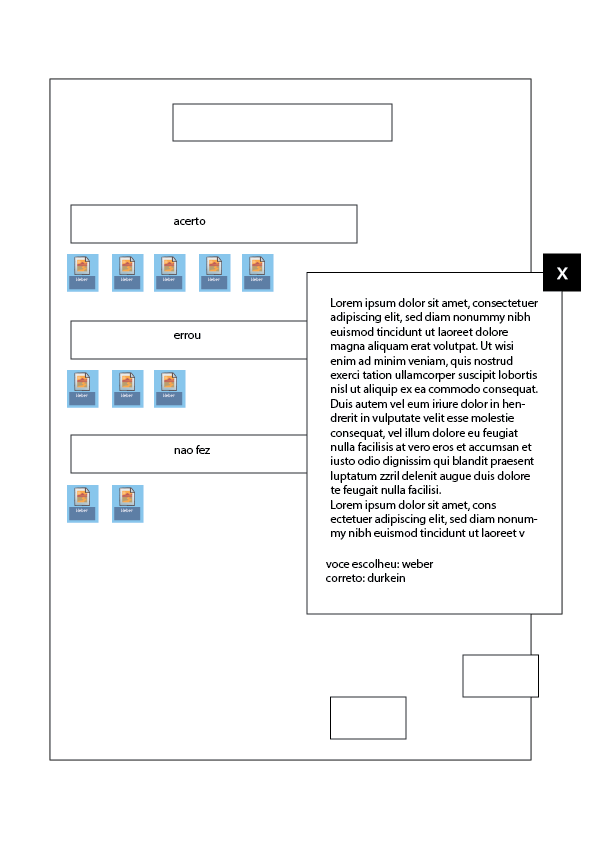 acerto
Weber
Weber
Weber
Weber
Weber
X
errou
Weber
Weber
Weber
nao fez
Weber
Weber
Lorem ipsum dolor sit amet, consectetuer
adipiscing elit, sed diam nonummy nibh
euismod tincidunt ut laoreet dolore
magna aliquam erat volutpat. Ut wisi
enim ad minim veniam, quis nostrud
exerci tation ullamcorper suscipit lobortis
nisl ut aliquip ex ea commodo consequat.
Duis autem vel eum iriure dolor in hen-
drerit in vulputate velit esse molestie
consequat, vel illum dolore eu feugiat
nulla facilisis at vero eros et accumsan et
iusto odio dignissim qui blandit praesent
luptatum zzril delenit augue duis dolore
te feugait nulla facilisi.
Lorem ipsum dolor sit amet, cons
ectetuer adipiscing elit, sed diam nonum-
my nibh euismod tincidunt ut laoreet v
voce escolheu: weber
correto: durkein